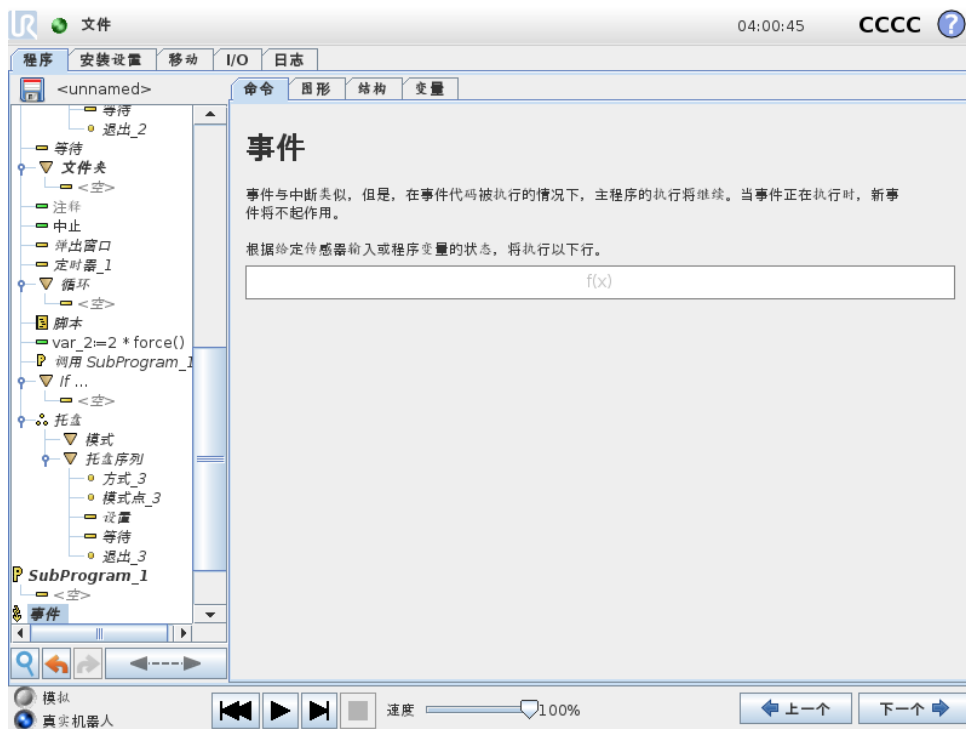 UR 文件 04:00:45 CCCC ?
程序 安装设置 移动 I/O 日志
<unnamed>
命令 图形 结构 变量
等待
退出_2
等待
文件夹
<空>
注释
中止
弹出窗口
定时器_1
循环
<空>
脚本
var_2:=2 * force()
P 调用 SubProgram_1
If ...
<空>
托盘
模式
托盘序列
方式_3
模式点_3
设置
等待
退出_3
P SubProgram_1
<空>
事件
事件
事件与中断类似，但是，在事件代码被执行的情况下，主程序的执行将继续。当事件正在执行时，新事
件将不起作用。
根据给定传感器输入或程序变量的状态，将执行以下行。
f(x)
模拟
真实机器人
速度 100%
上一个 下一个